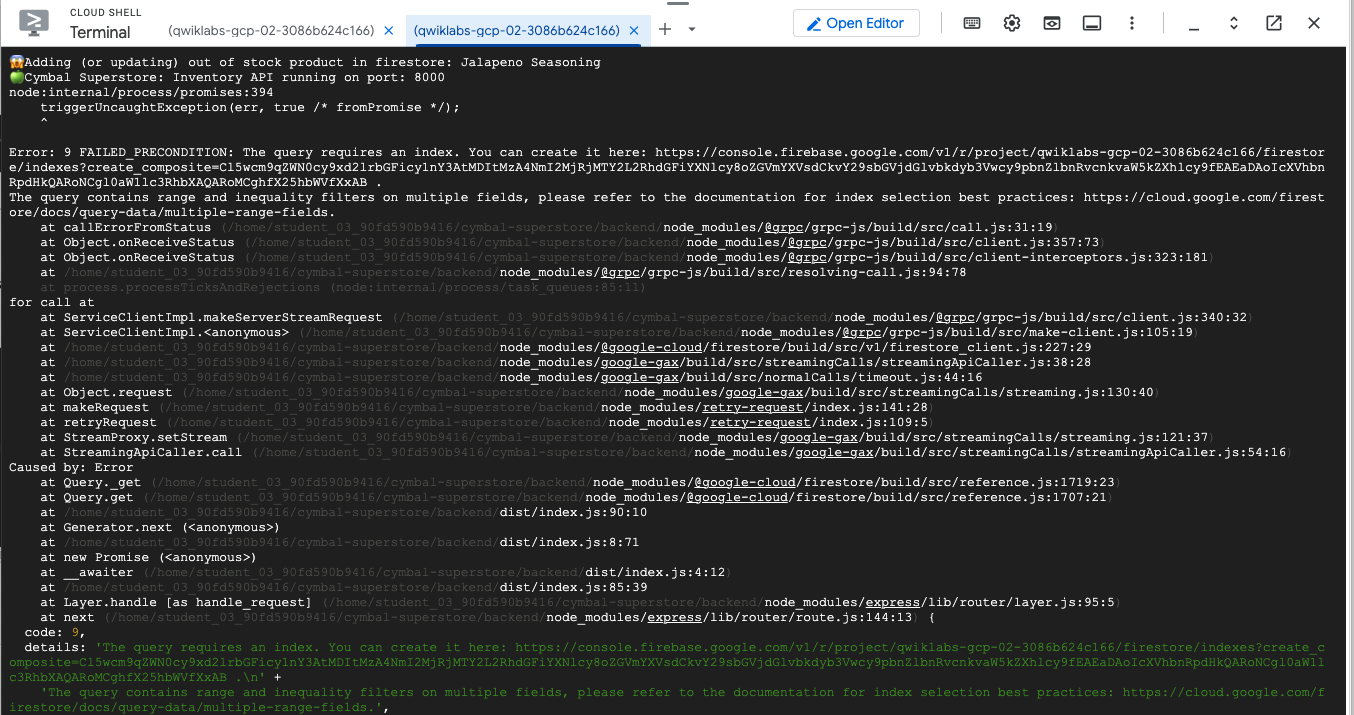 CLOUD SHELL
Terminal
(qwiklabs-gcp-02-3086b624c166)
(qwiklabs-gcp-02-3086b624c166)
Open Editor
😱Adding (or updating) out of stock product in firestore: Jalapeno Seasoning
🍏Cymbal Superstore: Inventory API running on port: 8000
node:internal/process/promises:394
    triggerUncaughtException(err, true /* fromPromise */);
    ^
Error: 9 FAILED_PRECONDITION: The query requires an index. You can create it here: https://console.firebase.google.com/v1/r/project/qwiklabs-gcp-02-3086b624c166/firestor
e/indexes?create_composite=Cl5wcm9qZWN0cy9xd2lrbGFicy1nY3AtMDItMzA4NmI2MjRjMTY2L2RhdGFiYXNlcy8oZGVmYXVsdCkvY29sbGVjdGlvbkdyb3Vwcy9pbnZlbnRvcnkvaW5kZXhlcy9fEAEaDAoIcXVhbn
RpdHkQARoNCgl0aW1lc3RhbXAQARoMCghfX25hbWVfXxAB .
The query contains range and inequality filters on multiple fields, please refer to the documentation for index selection best practices: https://cloud.google.com/firest
ore/docs/query-data/multiple-range-fields.
    at callErrorFromStatus (/home/student_03_90fd590b9416/cymbal-superstore/backend/node_modules/@grpc/grpc-js/build/src/call.js:31:19)
    at Object.onReceiveStatus (/home/student_03_90fd590b9416/cymbal-superstore/backend/node_modules/@grpc/grpc-js/build/src/client.js:357:73)
    at Object.onReceiveStatus (/home/student_03_90fd590b9416/cymbal-superstore/backend/node_modules/@grpc/grpc-js/build/src/client-interceptors.js:323:181)
    at /home/student_03_90fd590b9416/cymbal-superstore/backend/node_modules/@grpc/grpc-js/build/src/resolving-call.js:94:78
    at process.processTicksAndRejections (node:internal/process/task_queues:85:11)
for call at
    at ServiceClientImpl.makeServerStreamRequest (/home/student_03_90fd590b9416/cymbal-superstore/backend/node_modules/@grpc/grpc-js/build/src/client.js:340:32)
    at ServiceClientImpl.<anonymous> (/home/student_03_90fd590b9416/cymbal-superstore/backend/node_modules/@grpc/grpc-js/build/src/make-client.js:105:19)
    at /home/student_03_90fd590b9416/cymbal-superstore/backend/node_modules/@google-cloud/firestore/build/src/v1/firestore_client.js:227:29
    at /home/student_03_90fd590b9416/cymbal-superstore/backend/node_modules/google-gax/build/src/streamingCalls/streamingApiCaller.js:38:28
    at /home/student_03_90fd590b9416/cymbal-superstore/backend/node_modules/google-gax/build/src/normalCalls/timeout.js:44:16
    at Object.request (/home/student_03_90fd590b9416/cymbal-superstore/backend/node_modules/google-gax/build/src/streamingCalls/streaming.js:130:40)
    at makeRequest (/home/student_03_90fd590b9416/cymbal-superstore/backend/node_modules/retry-request/index.js:141:28)
    at retryRequest (/home/student_03_90fd590b9416/cymbal-superstore/backend/node_modules/retry-request/index.js:109:5)
    at StreamProxy.setStream (/home/student_03_90fd590b9416/cymbal-superstore/backend/node_modules/google-gax/build/src/streamingCalls/streaming.js:121:37)
    at StreamingApiCaller.call (/home/student_03_90fd590b9416/cymbal-superstore/backend/node_modules/google-gax/build/src/streamingCalls/streamingApiCaller.js:54:16)
Caused by: Error
    at Query._get (/home/student_03_90fd590b9416/cymbal-superstore/backend/node_modules/@google-cloud/firestore/build/src/reference.js:1719:23)
    at Query.get (/home/student_03_90fd590b9416/cymbal-superstore/backend/node_modules/@google-cloud/firestore/build/src/reference.js:1707:21)
    at /home/student_03_90fd590b9416/cymbal-superstore/backend/dist/index.js:90:10
    at Generator.next (<anonymous>)
    at /home/student_03_90fd590b9416/cymbal-superstore/backend/dist/index.js:8:71
    at new Promise (<anonymous>)
    at __awaiter (/home/student_03_90fd590b9416/cymbal-superstore/backend/dist/index.js:4:12)
    at /home/student_03_90fd590b9416/cymbal-superstore/backend/dist/index.js:85:39
    at Layer.handle [as handle_request] (/home/student_03_90fd590b9416/cymbal-superstore/backend/node_modules/express/lib/router/layer.js:95:5)
    at next (/home/student_03_90fd590b9416/cymbal-superstore/backend/node_modules/express/lib/router/route.js:144:13) {
  code: 9,
  details: 'The query requires an index. You can create it here: https://console.firebase.google.com/v1/r/project/qwiklabs-gcp-02-3086b624c166/firestore/indexes?create_c
omposite=Cl5wcm9qZWN0cy9xd2lrbGFicy1nY3AtMDItMzA4NmI2MjRjMTY2L2RhdGFiYXNlcy8oZGVmYXVsdCkvY29sbGVjdGlvbkdyb3Vwcy9pbnZlbnRvcnkvaW5kZXhlcy9fEAEaDAoIcXVhbnRpdHkQARoNCgl0aW1l
c3RhbXAQARoMCghfX25hbWVfXxAB .\n' +
    'The query contains range and inequality filters on multiple fields, please refer to the documentation for index selection best practices: https://cloud.google.com/f
irestore/docs/query-data/multiple-range-fields.',